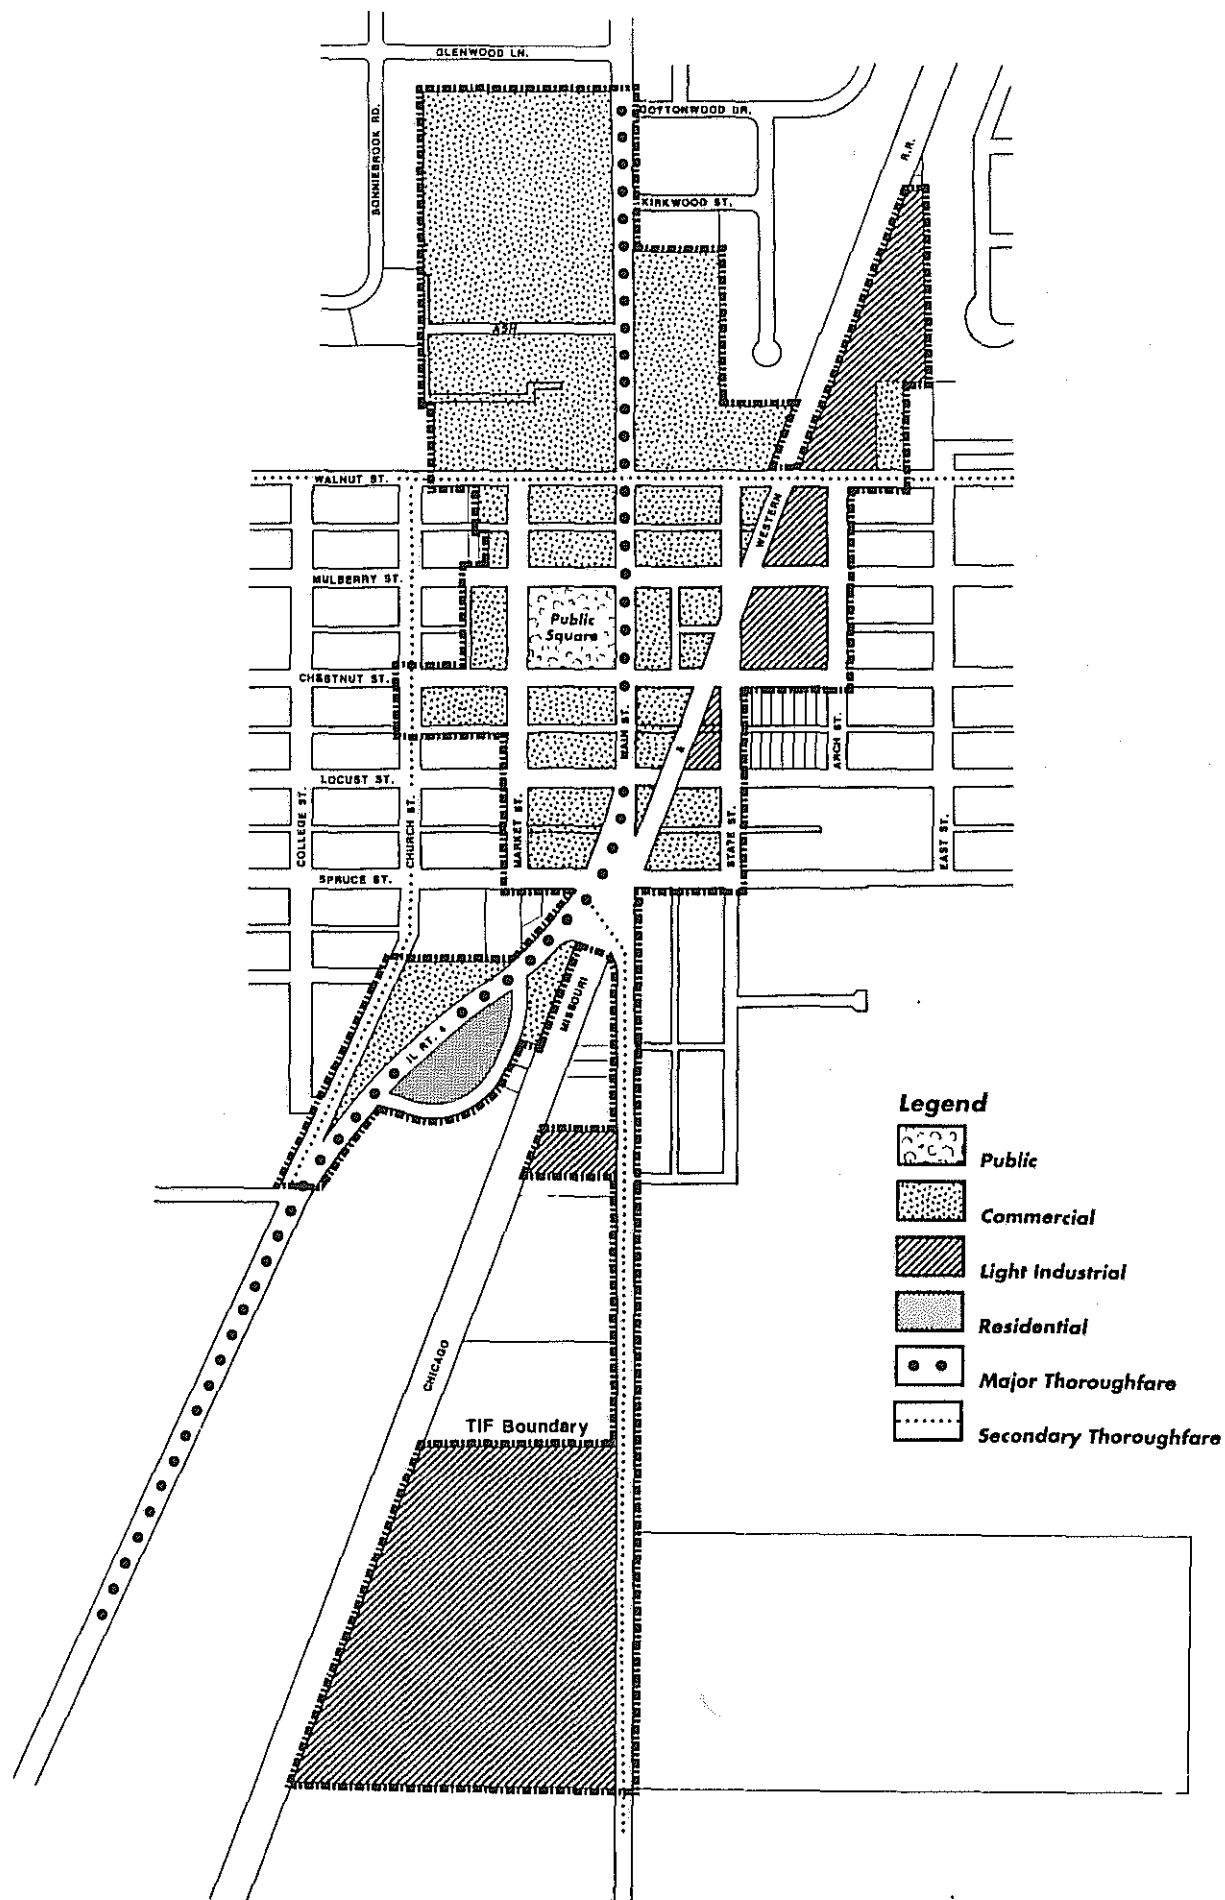 GLENWOOD LN.
BONNIEBROOK RD.
COTTONWOOD DR.
R.R.
KIRKWOOD ST.
ASH
WALNUT ST.
WESTERN
MULBERRY ST.
Public
Square
CHESTNUT ST.
MAIN ST.
&
ARCH ST.
LOCUST ST.
COLLEGE ST.
CHURCH ST.
MARKET ST.
STATE ST.
EAST ST.
SPRUCE ST.
MISSOURI
IL RT. 4
CHICAGO
TIF Boundary
Legend
Public
Commercial
Light Industrial
Residential
Major Thoroughfare
Secondary Thoroughfare